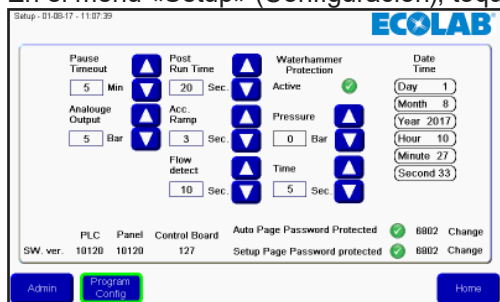 En el menú «Setup» (Configuración), toqu
Setup - 01-08-17 - 11:07:39
ECOLAB
Pause Timeout
5 Min
Post Run Time
20 Sec.
Waterhammer Protection
Active
Date Time
Day 1
Month 8
Year 2017
Hour 10
Minute 27
Second 33
Analouge Output
5 Bar
Acc. Ramp
3 Sec.
Pressure
0 Bar
Flow detect
10 Sec.
Time
5 Sec.
PLC Panel Control Board
SW. ver. 10120 10120 127
Auto Page Password Protected 6802 Change
Setup Page Password protected 6802 Change
Admin
Program Config
Home